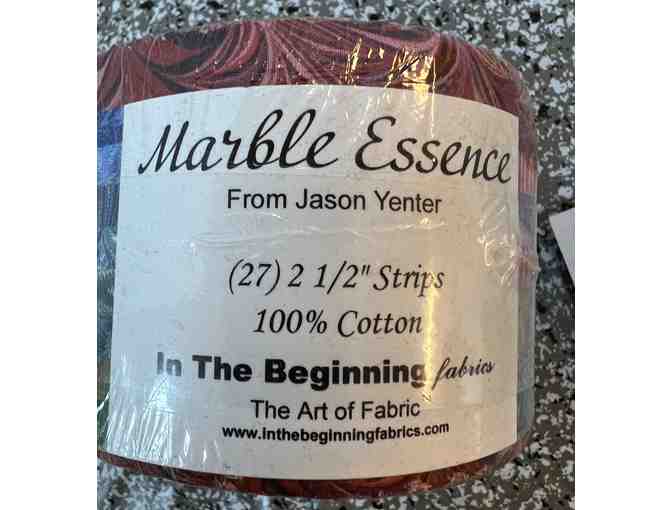 Marble Essence
From Jason Yenter
(27) 2 1/2" Strips
100% Cotton
In The Beginning fabrics
The Art of Fabric
www.inthebeginningfabrics.com